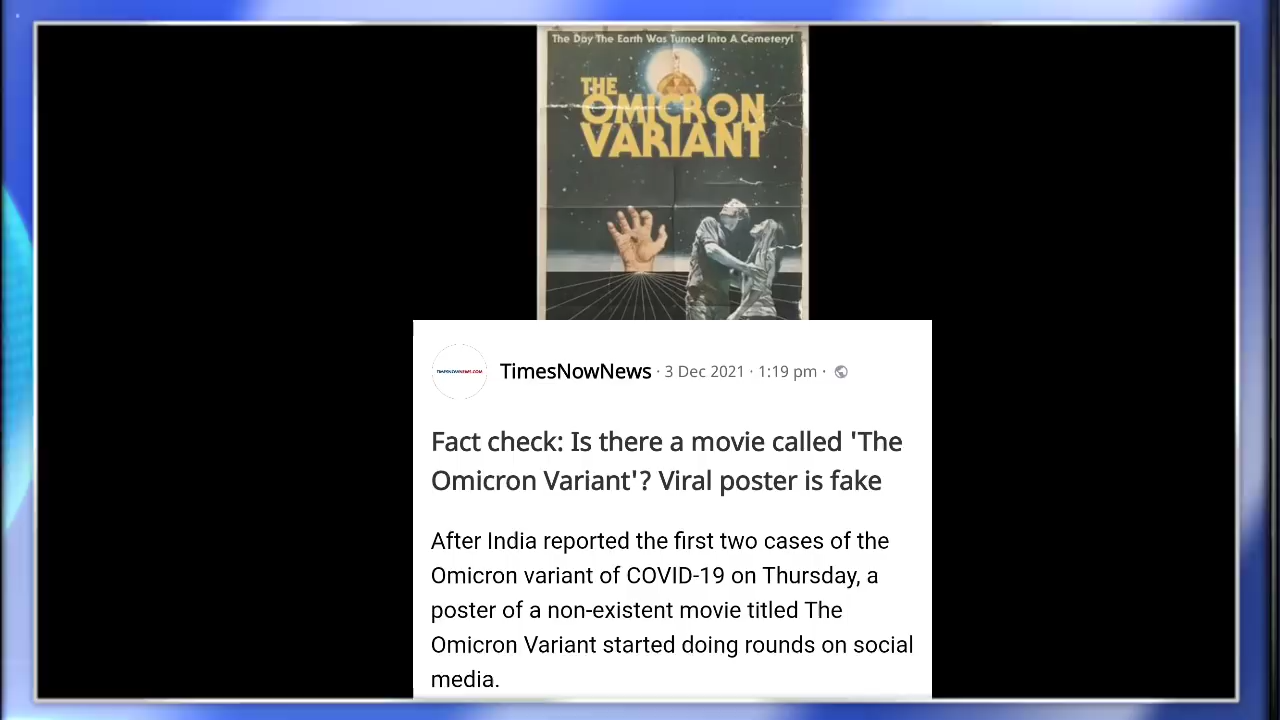 The Day The Earth Was Turned Into A Cemetery!
THE
OMICRON
VARIANT
TIMESNOWNEWS.COM
TimesNowNews · 3 Dec 2021 · 1:19 pm ·
Fact check: Is there a movie called 'The
Omicron Variant'? Viral poster is fake
After India reported the first two cases of the
Omicron variant of COVID-19 on Thursday, a
poster of a non-existent movie titled The
Omicron Variant started doing rounds on social
media.